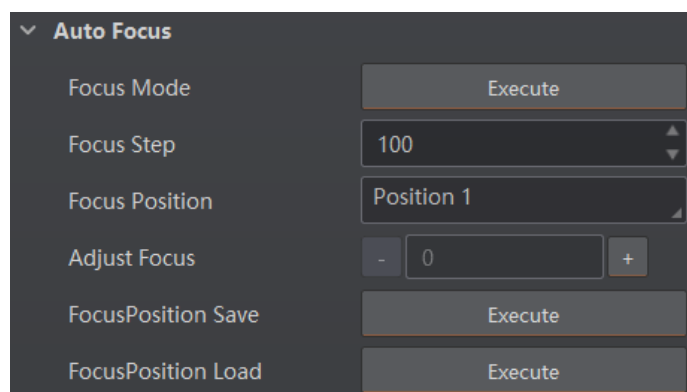 Auto Focus
Focus Mode Execute
Focus Step 100
Focus Position Position 1
Adjust Focus - 0 +
FocusPosition Save Execute
FocusPosition Load Execute